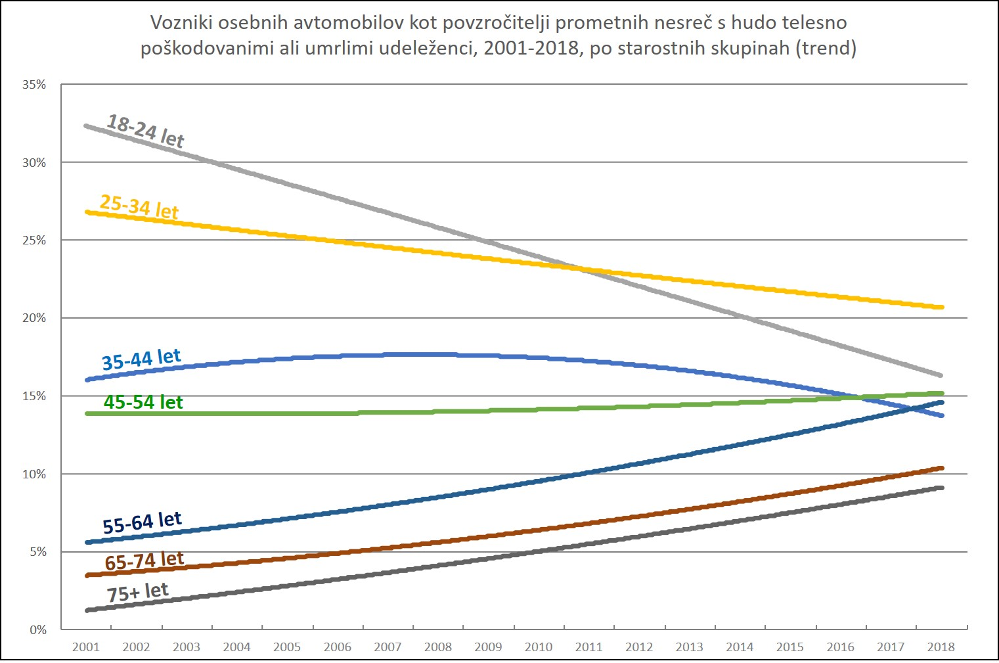 Vozniki osebnih avtomobilov kot povzročitelji prometnih nesreč s hudo telesno
poškodovanimi ali umrlimi udeleženci, 2001-2018, po starostnih skupinah (trend)
35%
18-24 let
30%
25-34 let
25%
20%
35-44 let
15%
45-54 let
10%
55-64 let
5%
65-74 let
75+ let
0%
2001 2002 2003 2004 2005 2006 2007 2008 2009 2010 2011 2012 2013 2014 2015 2016 2017 2018